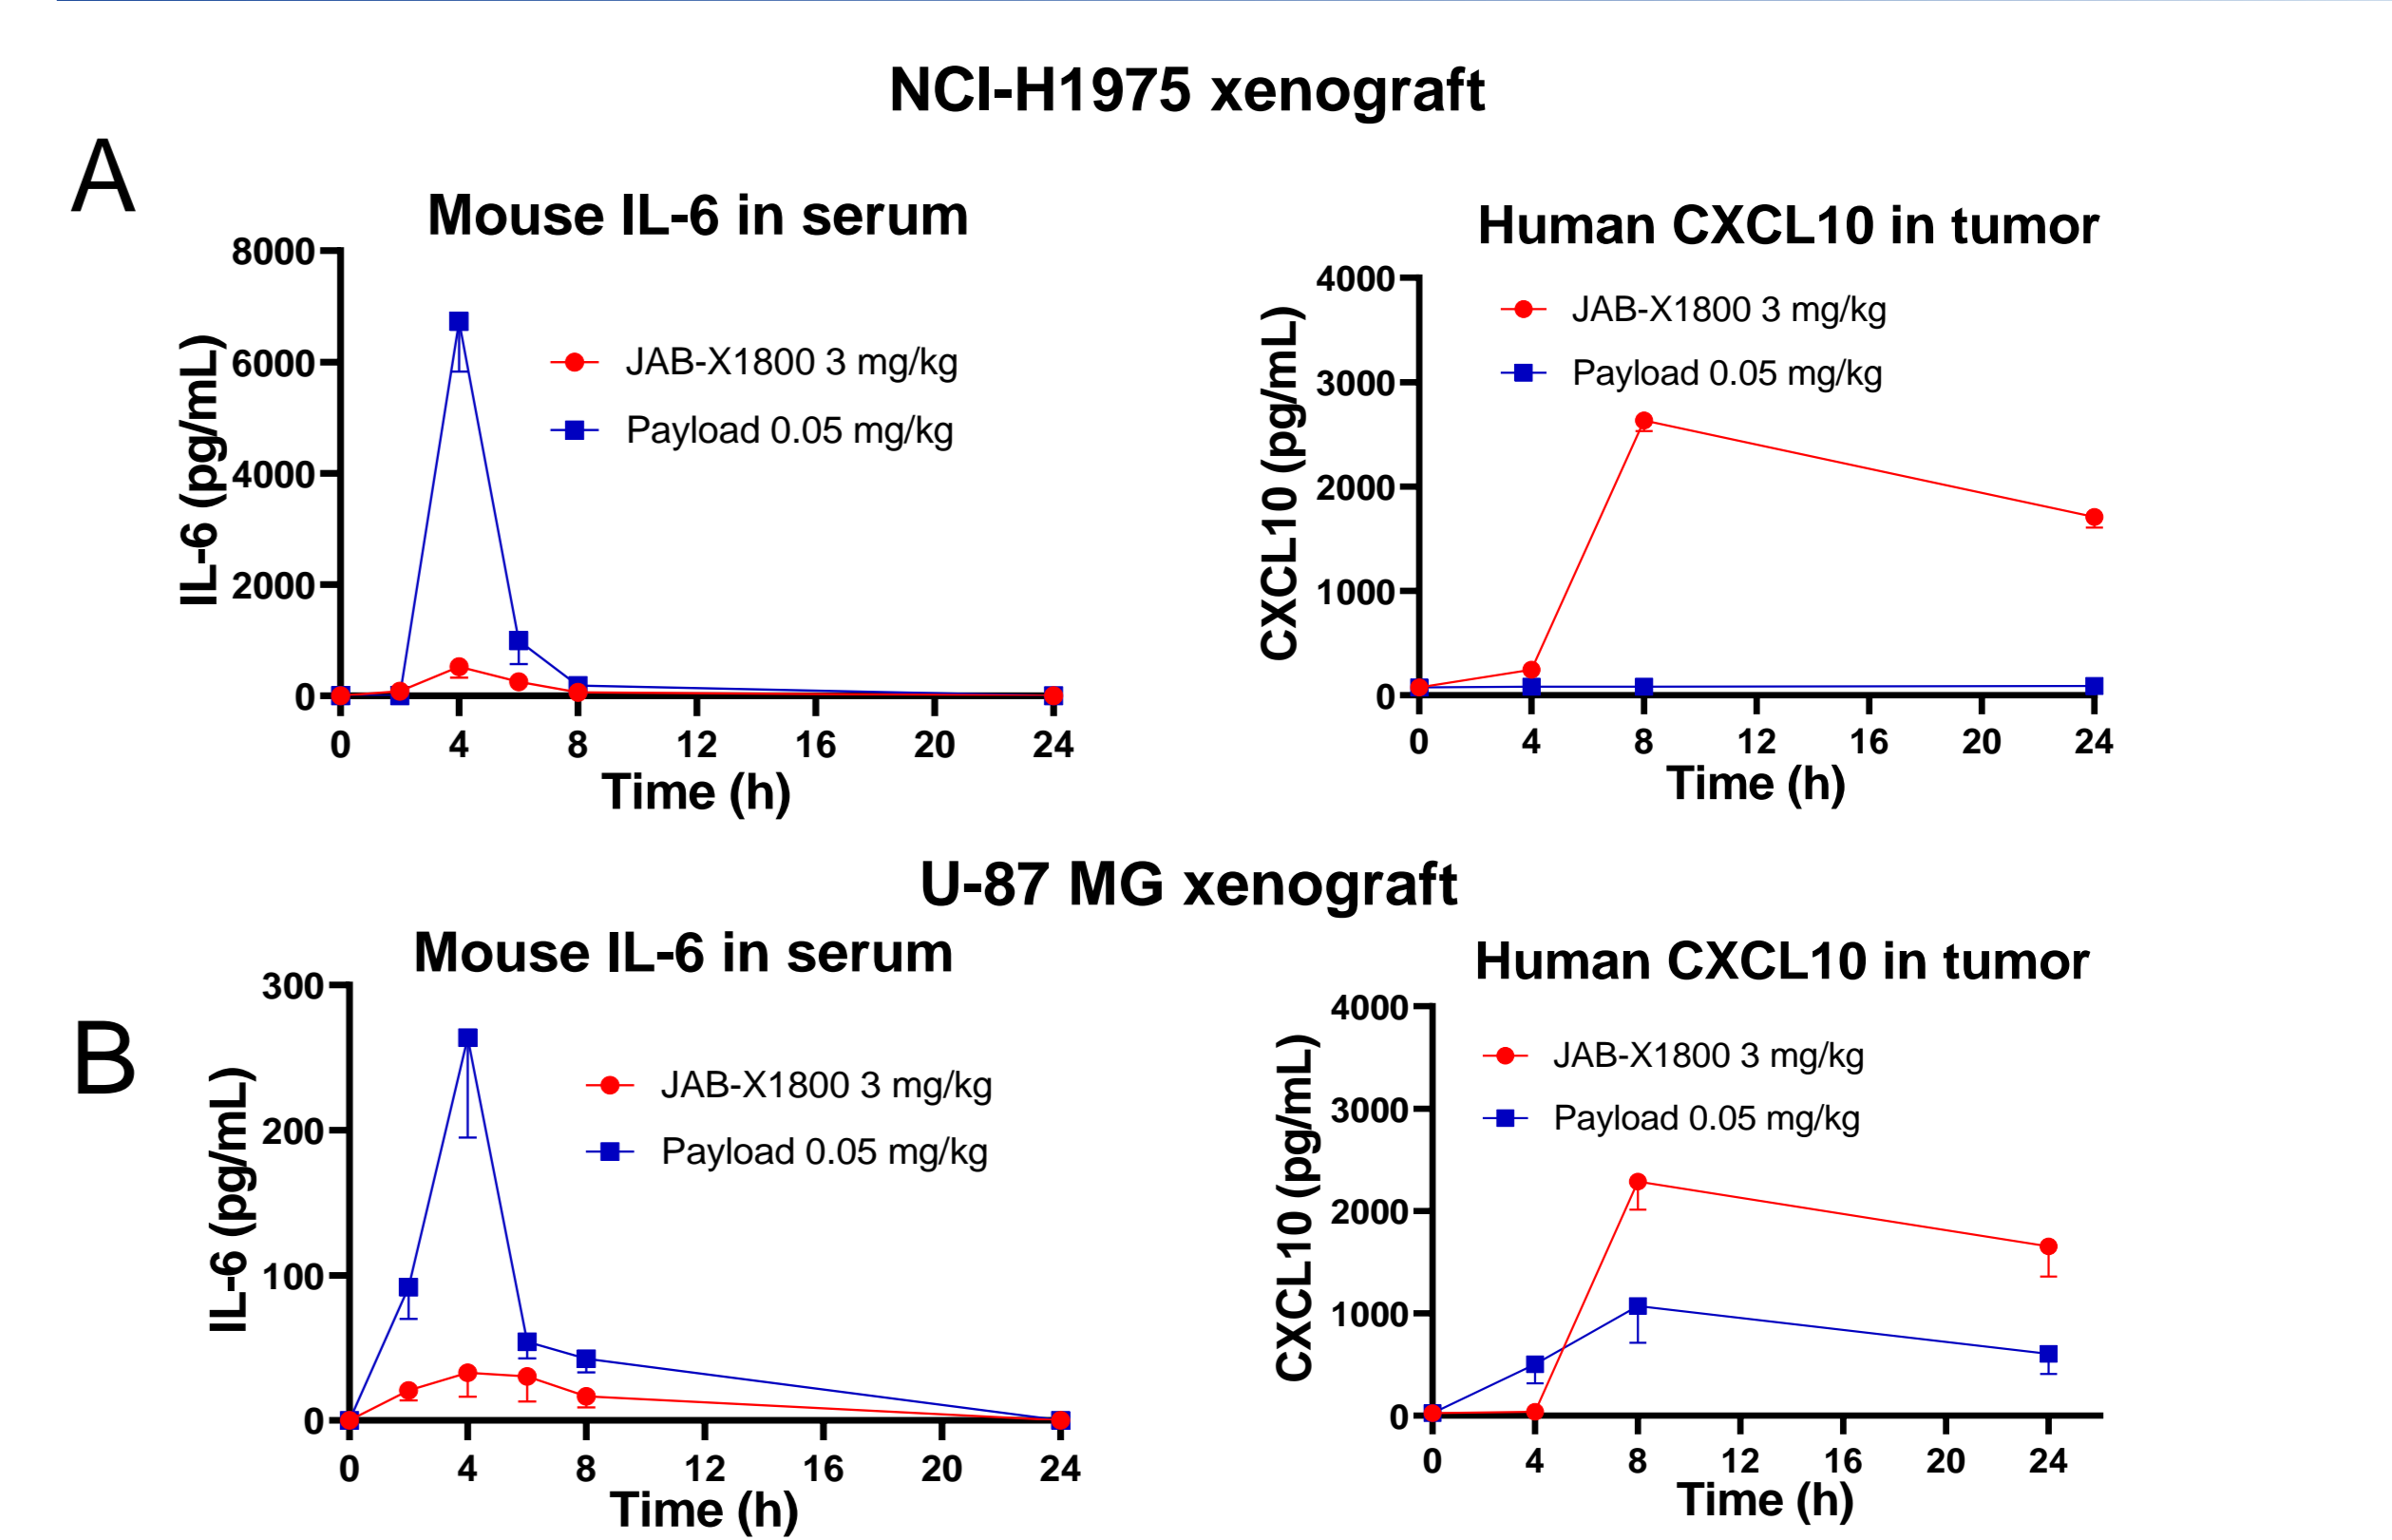 NCI-H1975 xenograft
A
Mouse IL-6 in serum
8000
6000
4000
2000
0
IL-6 (pg/mL)
JAB-X1800 3 mg/kg
Payload 0.05 mg/kg
0 4 8 12 16 20 24
Time (h)
Human CXCL10 in tumor
4000
3000
2000
1000
0
CXCL10 (pg/mL)
JAB-X1800 3 mg/kg
Payload 0.05 mg/kg
0 4 8 12 16 20 24
Time (h)
U-87 MG xenograft
B
Mouse IL-6 in serum
300
200
100
0
IL-6 (pg/mL)
JAB-X1800 3 mg/kg
Payload 0.05 mg/kg
0 4 8 12 16 20 24
Time (h)
Human CXCL10 in tumor
4000
3000
2000
1000
0
CXCL10 (pg/mL)
JAB-X1800 3 mg/kg
Payload 0.05 mg/kg
0 4 8 12 16 20 24
Time (h)